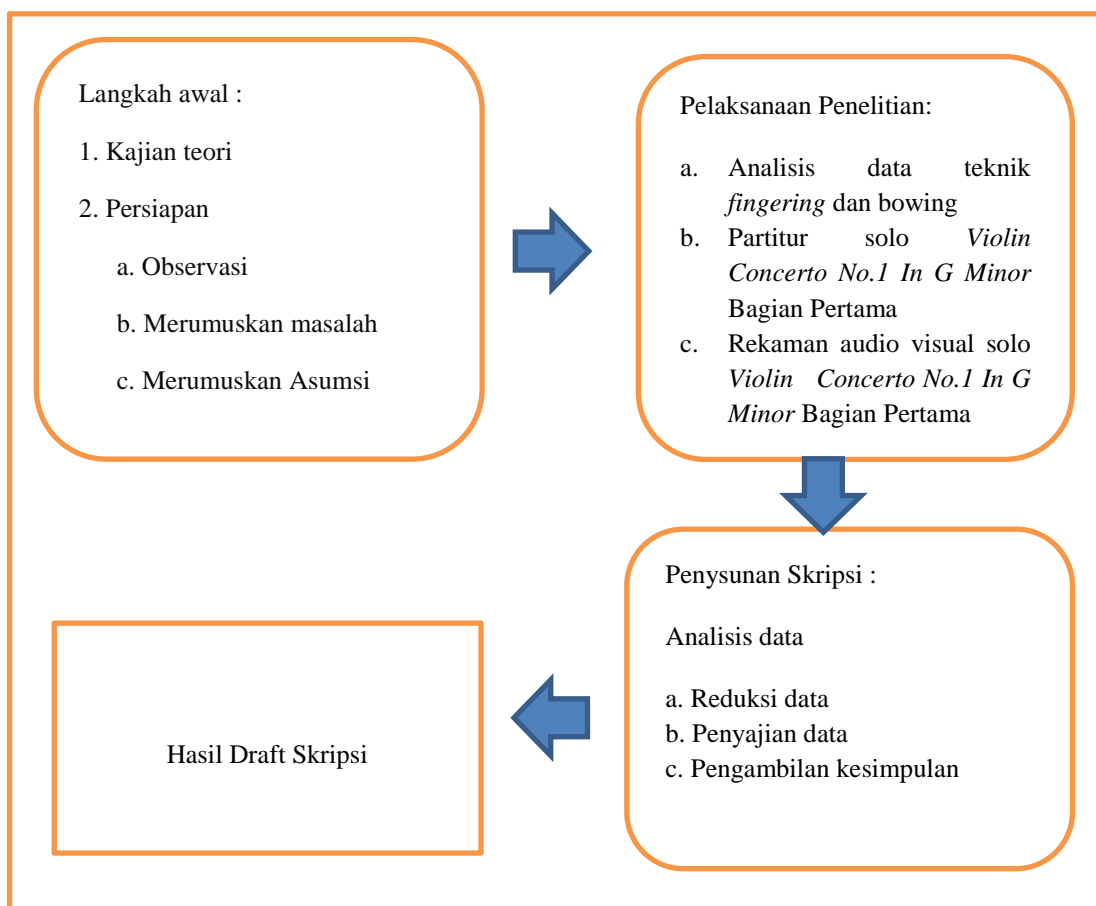 Langkah awal :
1. Kajian teori
2. Persiapan
a. Observasi
b. Merumuskan masalah
c. Merumuskan Asumsi
Pelaksanaan Penelitian:
a. Analisis data teknik
fingering dan bowing
b. Partitur solo Violin
Concerto No.1 In G Minor
Bagian Pertama
c. Rekaman audio visual solo
Violin Concerto No.1 In G
Minor Bagian Pertama
Penysunan Skripsi :
Analisis data
a. Reduksi data
b. Penyajian data
c. Pengambilan kesimpulan
Hasil Draft Skripsi